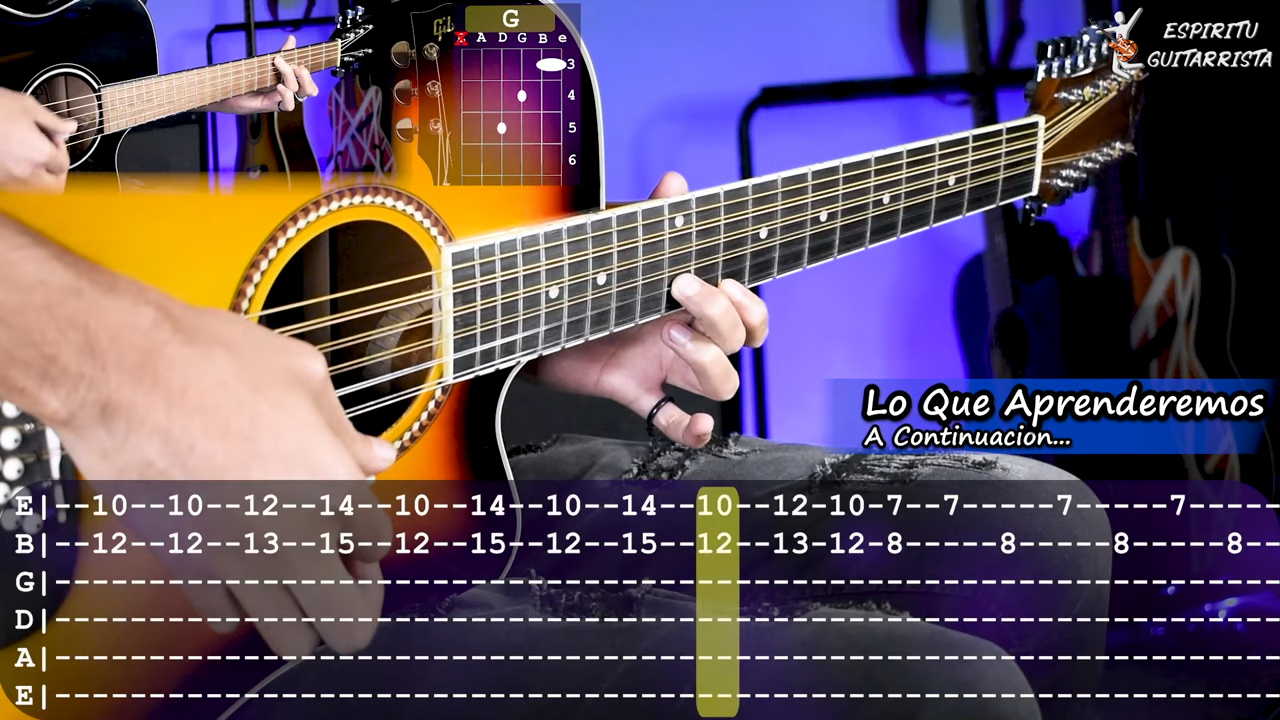 G
X A D G B e
3
4
5
6
Gib
ESPIRITU
GUITARRISTA
Lo Que Aprenderemos
A Continuacion...
E|--10--10--12--14--10--14--10--14--10--12-10-7--7-----7-----7-----
B|--12--12--13--15--12--15--12--15--12--13-12-8-----8-----8-----8--
G|-----------------------------------------------------------------
D|-----------------------------------------------------------------
A|-----------------------------------------------------------------
E|-----------------------------------------------------------------